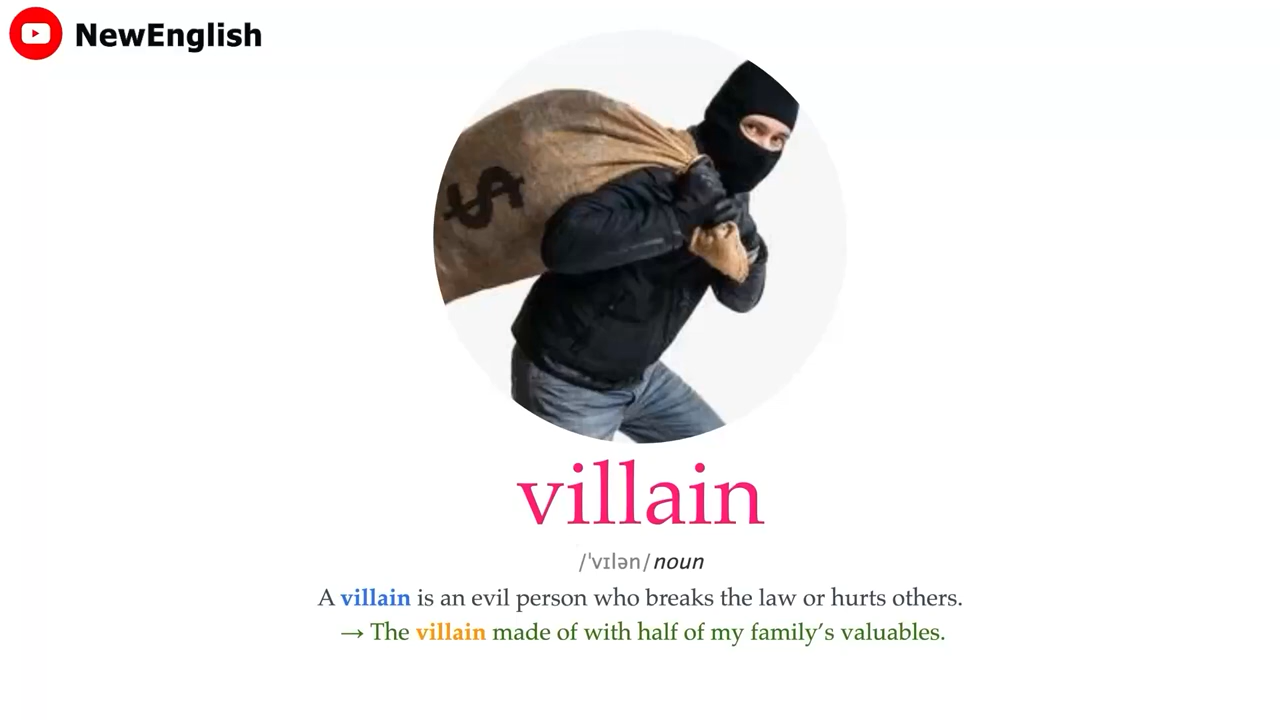 NewEnglish
$
villain
/ˈvɪlən/ noun
A villain is an evil person who breaks the law or hurts others.
→ The villain made of with half of my family’s valuables.